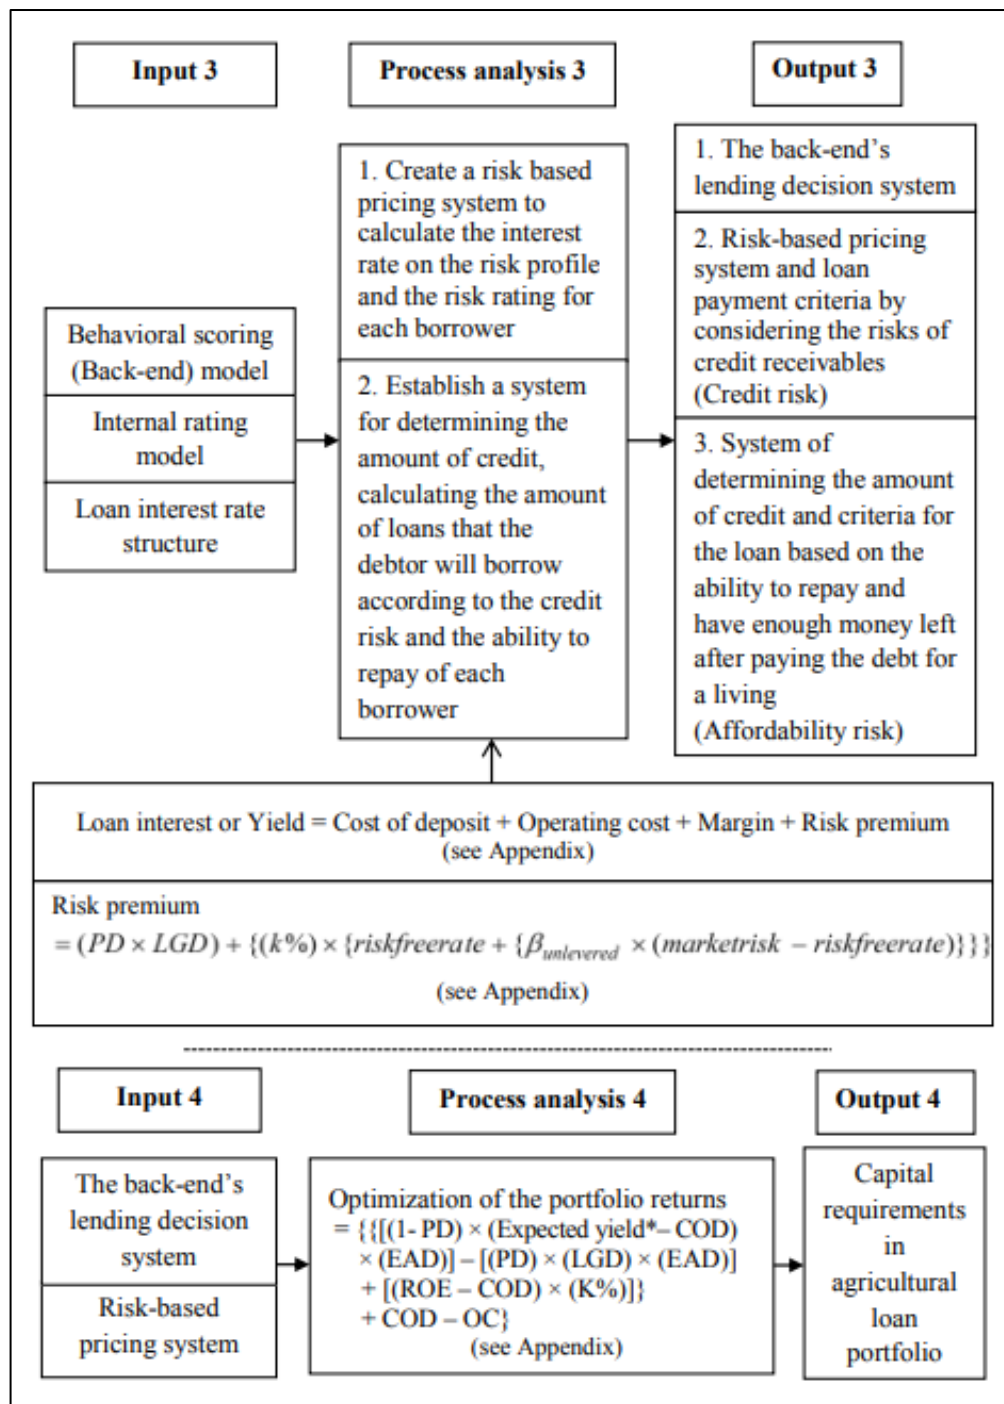 Input 3
Process analysis 3
Output 3
Behavioral scoring
(Back-end) model
Internal rating
model
Loan interest rate
structure
1. Create a risk based
pricing system to
calculate the interest
rate on the risk profile
and the risk rating for
each borrower
2. Establish a system
for determining the
amount of credit,
calculating the amount
of loans that the
debtor will borrow
according to the credit
risk and the ability to
repay of each
borrower
1. The back-end's
lending decision system
2. Risk-based pricing
system and loan
payment criteria by
considering the risks of
credit receivables
(Credit risk)
3. System of
determining the amount
of credit and criteria for
the loan based on the
ability to repay and
have enough money left
after paying the debt for
a living
(Affordability risk)
Loan interest or Yield = Cost of deposit + Operating cost + Margin + Risk premium
(see Appendix)
Risk premium
= (PD × LGD) + {(k%) × {riskfreerate + {β_unlevered × (marketrisk − riskfreerate)}}}
(see Appendix)
Input 4
Process analysis 4
Output 4
The back-end's
lending decision
system
Risk-based
pricing system
Optimization of the portfolio returns
= {{[(1- PD) × (Expected yield*– COD)
× (EAD)] – [(PD) × (LGD) × (EAD)]
+ [(ROE – COD) × (K%)]}
+ COD – OC}
(see Appendix)
Capital
requirements
in
agricultural
loan
portfolio